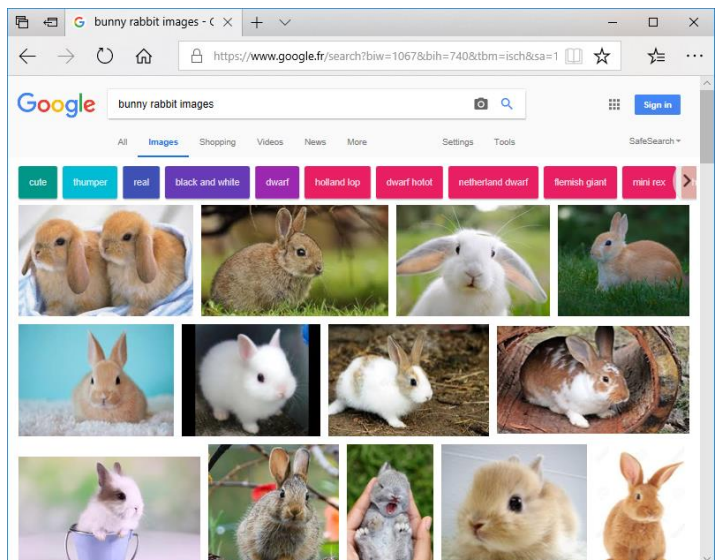 bunny rabbit images - G
https://www.google.fr/search?biw=1067&bih=740&tbm=isch&sa=1
Google bunny rabbit images Sign in
All Images Shopping Videos News More Settings Tools SafeSearch
cute thumper real black and white dwarf holland lop dwarf hotot netherland dwarf flemish giant mini rex